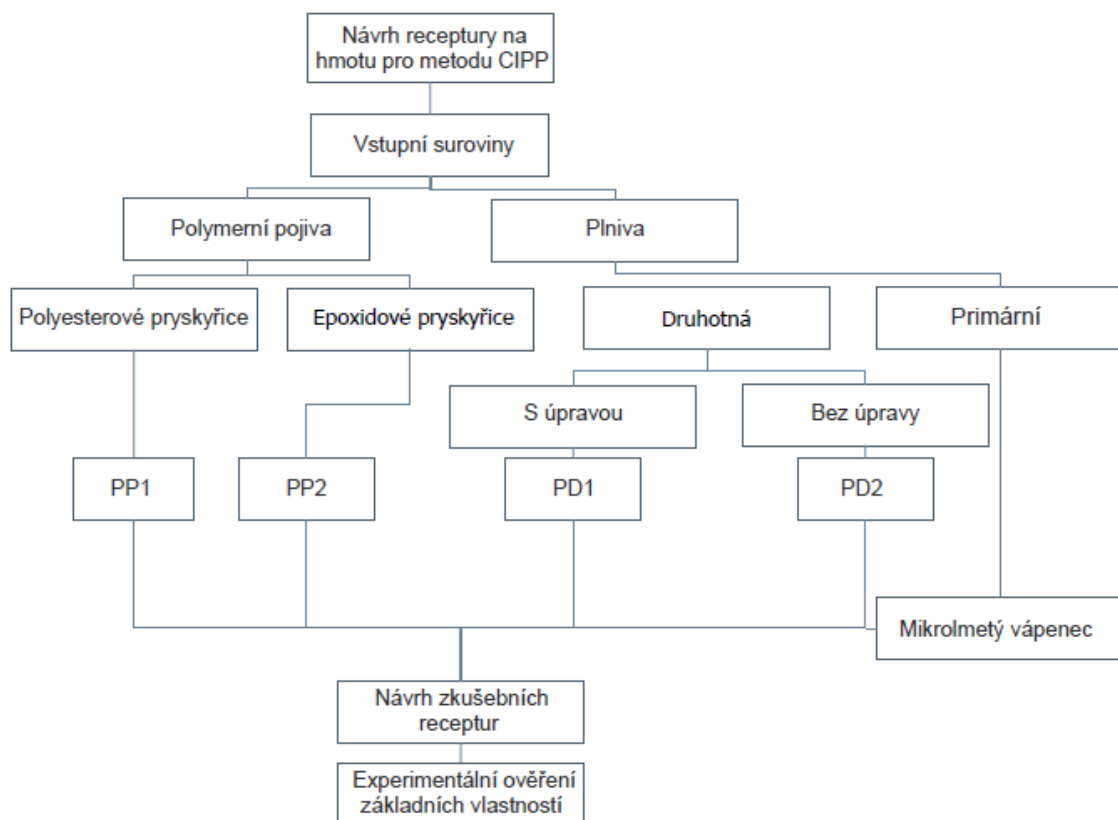 Návrh receptury na
hmotu pro metodu CIPP
Vstupní suroviny
Polymerní pojiva
Plniva
Polyesterové pryskyřice
Epoxidové pryskyřice
Druhotná
Primární
S úpravou
Bez úpravy
PP1
PP2
PD1
PD2
Mikrolmetý vápenec
Návrh zkušebních
receptur
Experimentální ověření
základních vlastností